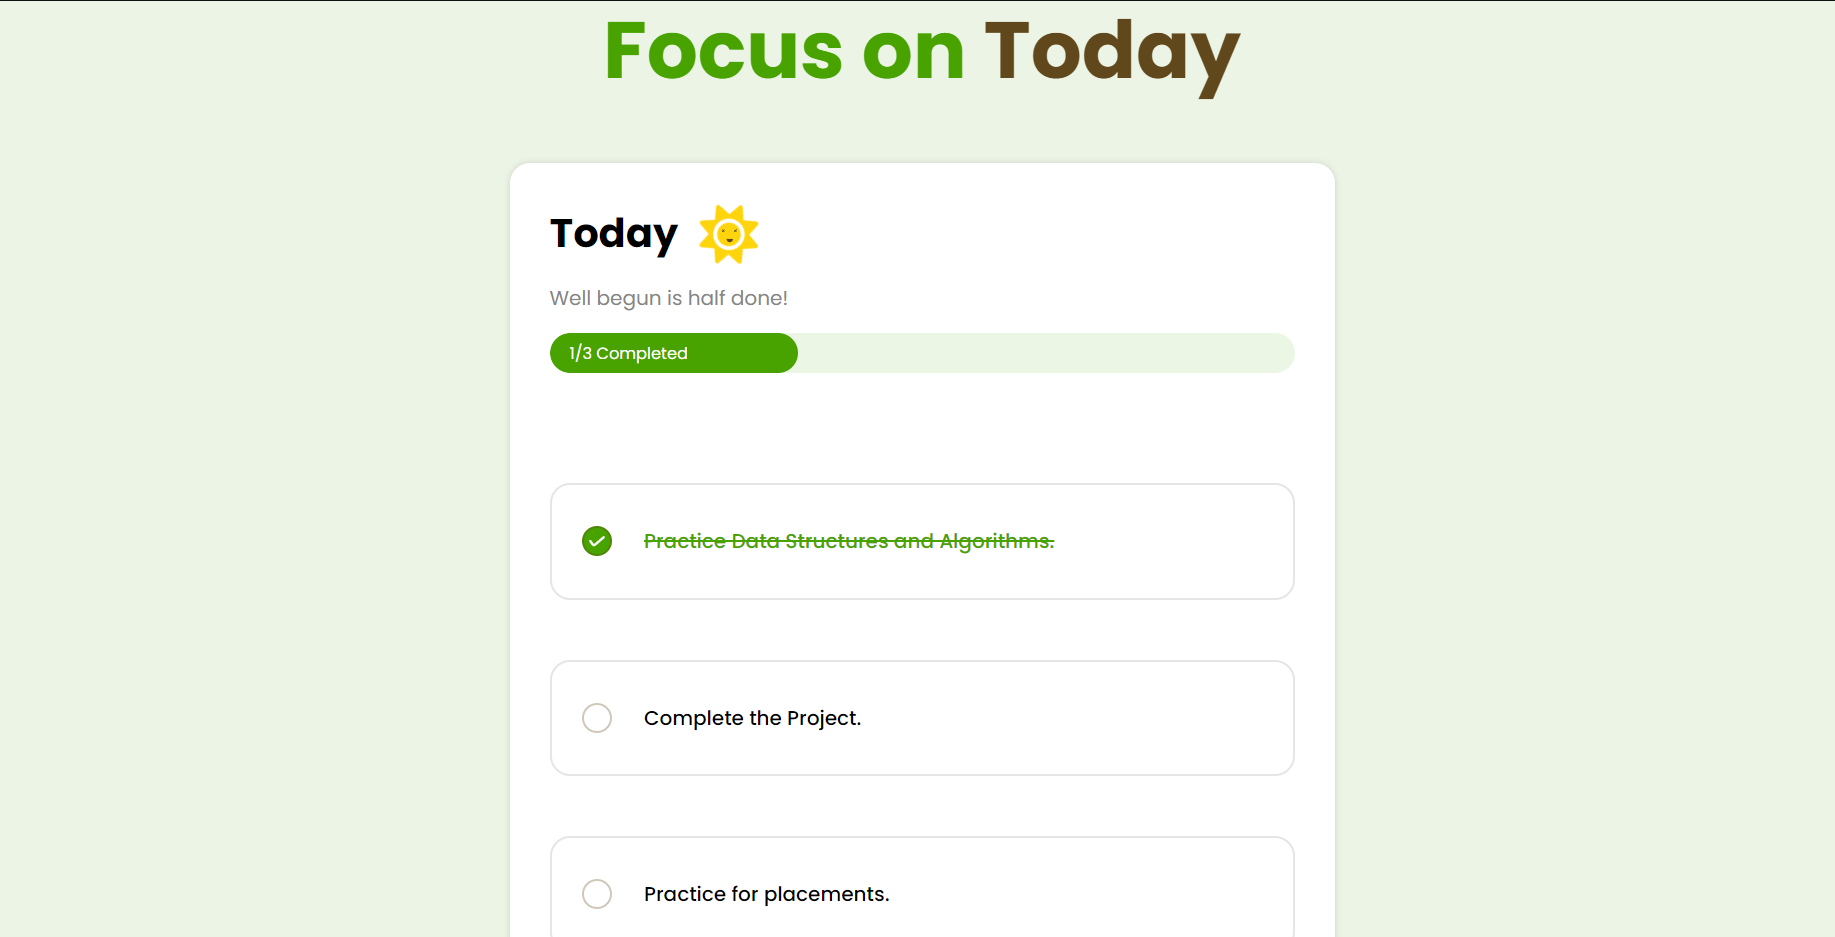 Focus on Today
Today
Well begun is half done!
1/3 Completed
Practice Data Structures and Algorithms.
Complete the Project.
Practice for placements.